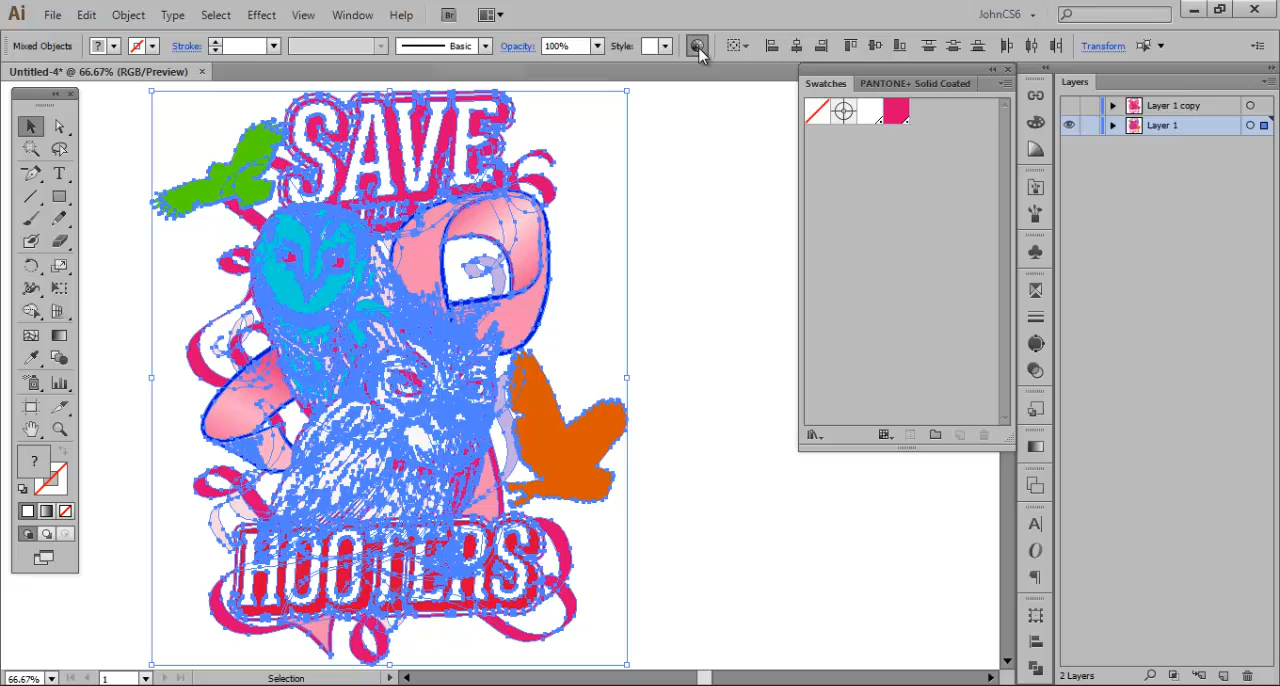 Ai File Edit Object Type Select Effect View Window Help Br JohnCS6
Mixed Objects ? Stroke: Basic Opacity: 100% Style: Transform
Untitled-4* @ 66.67% (RGB/Preview) ×
Swatches PANTONE+ Solid Coated
Layers
Layer 1 copy
Layer 1
SAVE
T
?
HOOTERS
A
O
66.67% 1 Selection
2 Layers